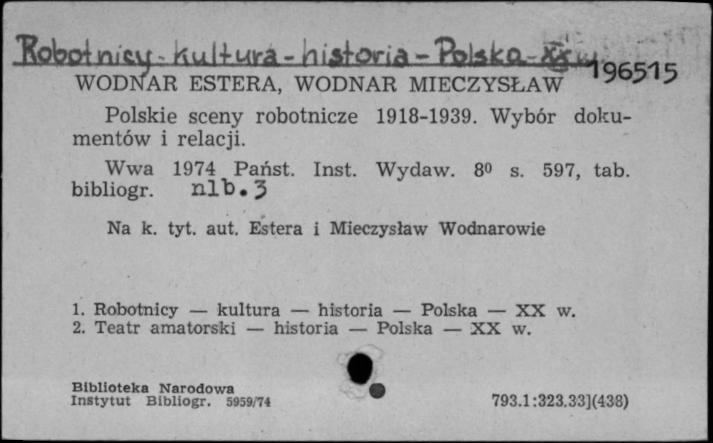 Robotnicy - kultura - historia - Polska - XX w.
196515
WODNAR ESTERA, WODNAR MIECZYSŁAW
Polskie sceny robotnicze 1918-1939. Wybór doku-
mentów i relacji.
Wwa 1974 Państ. Inst. Wydaw. 8⁰ s. 597, tab.
bibliogr. nlb. 3
Na k. tyt. aut. Estera i Mieczysław Wodnarowie
1. Robotnicy — kultura — historia — Polska — XX w.
2. Teatr amatorski — historia — Polska — XX w.
Biblioteka Narodowa
Instytut Bibliogr. 5959/74
793.1:323.33](438)